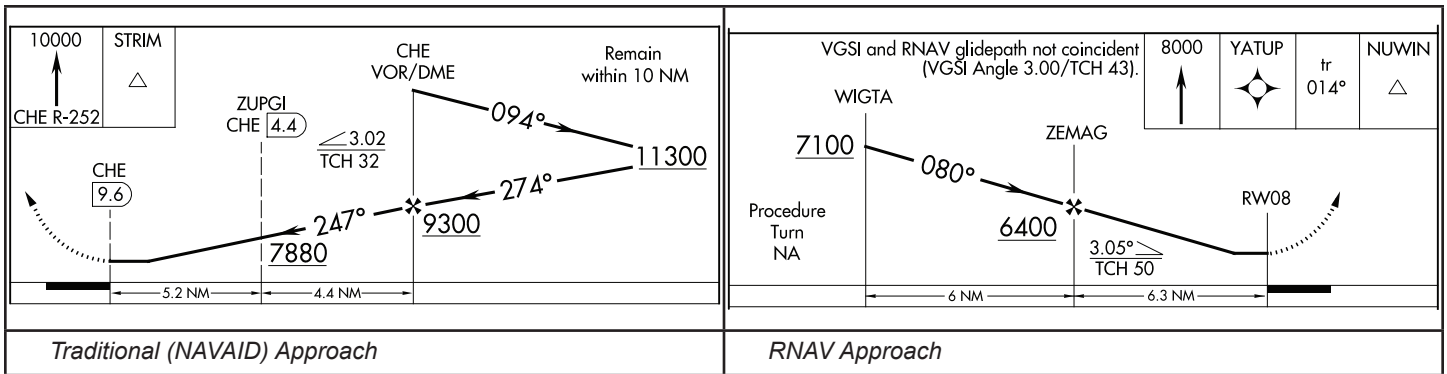 10000
CHE R-252
STRIM
CHE
VOR/DME
Remain
within 10 NM
ZUPGI
CHE 4.4
3.02
TCH 32
094°
11300
274°
CHE
9.6
247°
9300
7880
5.2 NM
4.4 NM
Traditional (NAVAID) Approach
VGSI and RNAV glidepath not coincident
(VGSI Angle 3.00/TCH 43).
8000
YATUP
tr
014°
NUWIN
WIGTA
7100
080°
ZEMAG
6400
RW08
Procedure
Turn
NA
3.05°
TCH 50
6 NM
6.3 NM
RNAV Approach